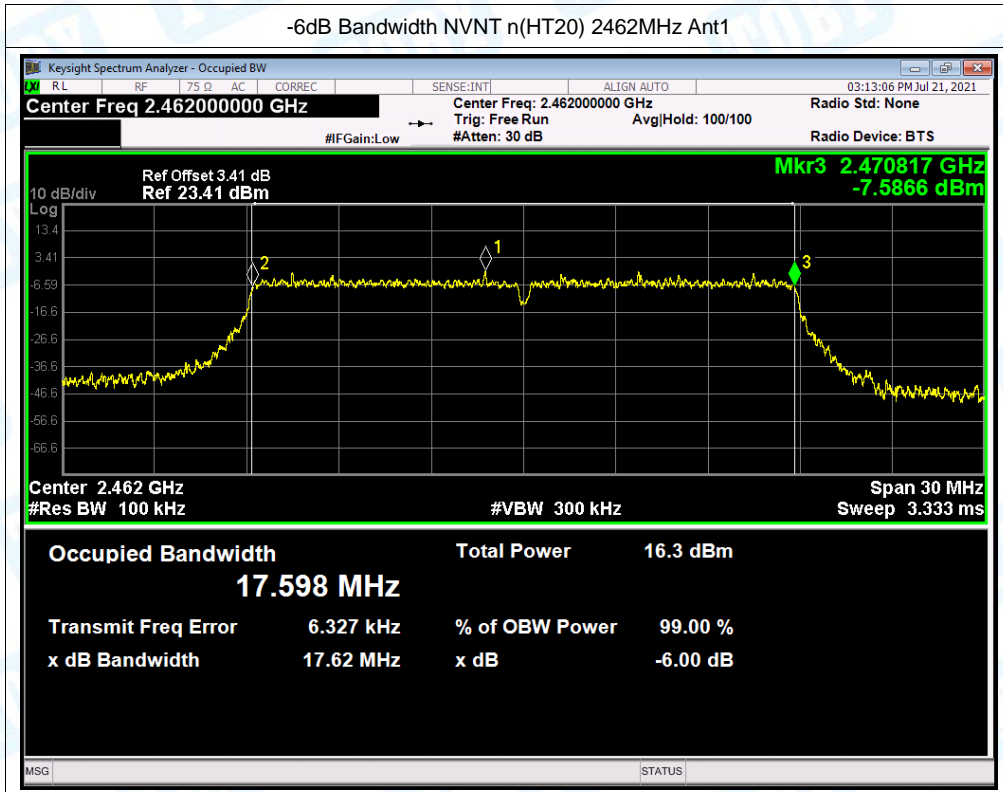 -6dB Bandwidth NVNT n(HT20) 2462MHz Ant1
Keysight Spectrum Analyzer - Occupied BW
LXI RL RF 75 Ω AC CORREC SENSE:INT ALIGN AUTO 03:13:06 PM Jul 21, 2021
Center Freq 2.462000000 GHz Center Freq: 2.462000000 GHz Radio Std: None
Trig: Free Run Avg|Hold: 100/100
#IFGain:Low #Atten: 30 dB Radio Device: BTS
Ref Offset 3.41 dB Mkr3 2.470817 GHz
10 dB/div Ref 23.41 dBm -7.5866 dBm
Log
13.4
1
3.41
2 3
-6.59
-16.6
-26.6
-36.6
-46.6
-56.6
-66.6
Center 2.462 GHz Span 30 MHz
#Res BW 100 kHz #VBW 300 kHz Sweep 3.333 ms
Occupied Bandwidth Total Power 16.3 dBm
17.598 MHz
Transmit Freq Error 6.327 kHz % of OBW Power 99.00 %
x dB Bandwidth 17.62 MHz x dB -6.00 dB
MSG STATUS